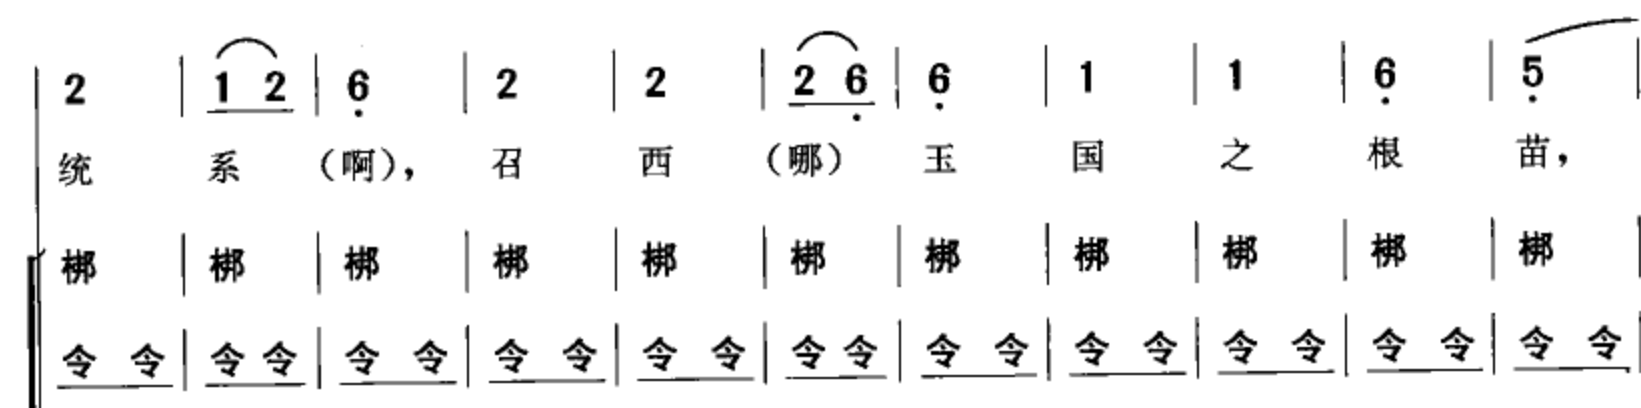 2 | 1 2 | 6̣ | 2 | 2 | 2 6̣ | 6̣ | 1 | 1 | 6̣ | 5̣ |
统 系 （啊）， 召 西 （哪） 玉 国 之 根 苗，
梆 | 梆 | 梆 | 梆 | 梆 | 梆 | 梆 | 梆 | 梆 | 梆 | 梆 |
令 令 | 令 令 | 令 令 | 令 令 | 令 令 | 令 令 | 令 令 | 令 令 | 令 令 | 令 令 | 令 令 |